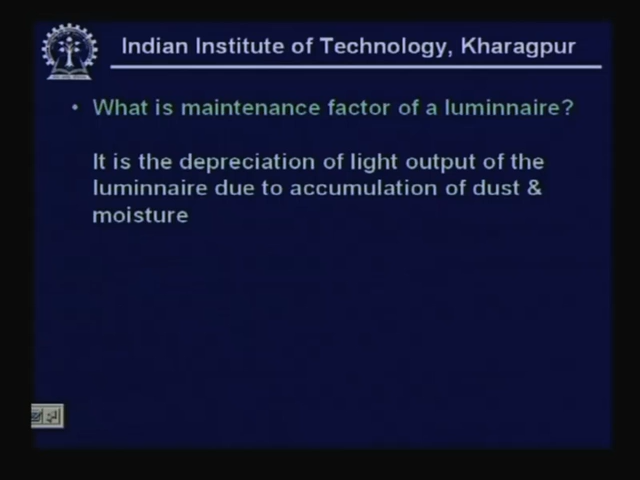 Indian Institute of Technology, Kharagpur
• What is maintenance factor of a luminnaire?
It is the depreciation of light output of the
luminnaire due to accumulation of dust &
moisture